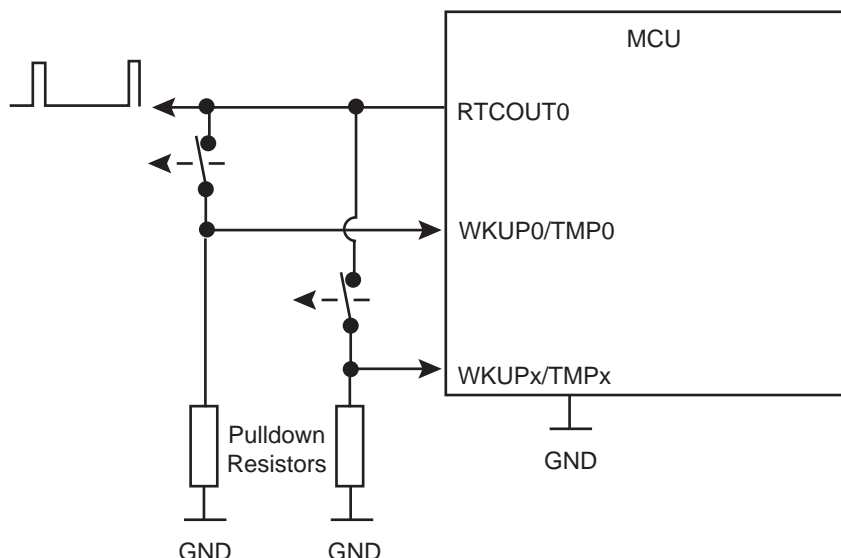 MCU
RTCOUT0
WKUP0/TMP0
WKUPx/TMPx
Pulldown
Resistors
GND
GND
GND